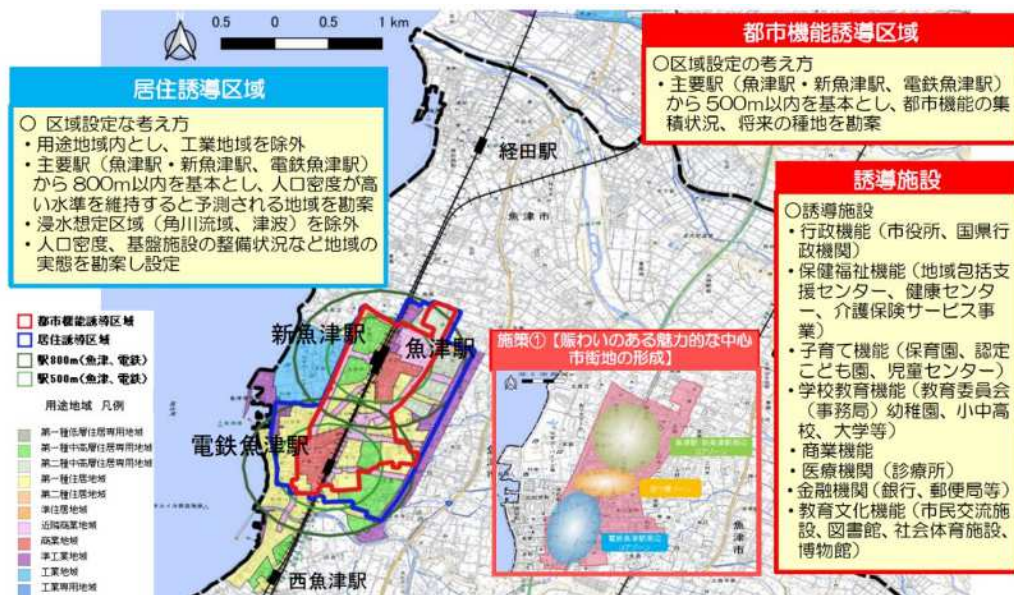 0.5 0 0.5 1 km
居住誘導区域
○ 区域設定な考え方
・用途地域内とし、工業地域を除外
・主要駅（魚津駅・新魚津駅、電鉄魚津駅）
から800m以内を基本とし、人口密度が高
い水準を維持すると予測される地域を勘案
・浸水想定区域（角川流域、津波）を除外
・人口密度、基盤施設の整備状況など地域の
実態を勘案し設定
都市機能誘導区域
○区域設定の考え方
・主要駅（魚津駅・新魚津駅、電鉄魚津駅）
から500m以内を基本とし、都市機能の集
積状況、将来の種地を勘案
誘導施設
○誘導施設
・行政機能（市役所、国県行
政機関）
・保健福祉機能（地域包括支
援センター、健康センタ
ー、介護保険サービス事
業）
・子育て機能（保育園、認定
こども園、児童センター）
・学校教育機能（教育委員会
（事務局）幼稚園、小中高
校、大学等）
・商業機能
・医療機関（診療所）
・金融機関（銀行、郵便局等）
・教育文化機能（市民交流施
設、図書館、社会体育施設、
博物館）
経田駅
魚津市
新魚津駅
魚津駅
電鉄魚津駅
西魚津駅
都市機能誘導区域
居住誘導区域
駅800m（魚津、電鉄）
駅500m（魚津、電鉄）
用途地域 凡例
第一種低層住居専用地域
第一種中高層住居専用地域
第二種中高層住居専用地域
第一種住居地域
第二種住居地域
準住居地域
近隣商業地域
商業地域
準工業地域
工業地域
工業専用地域
施策①【賑わいのある魅力的な中心
市街地の形成】
魚津市